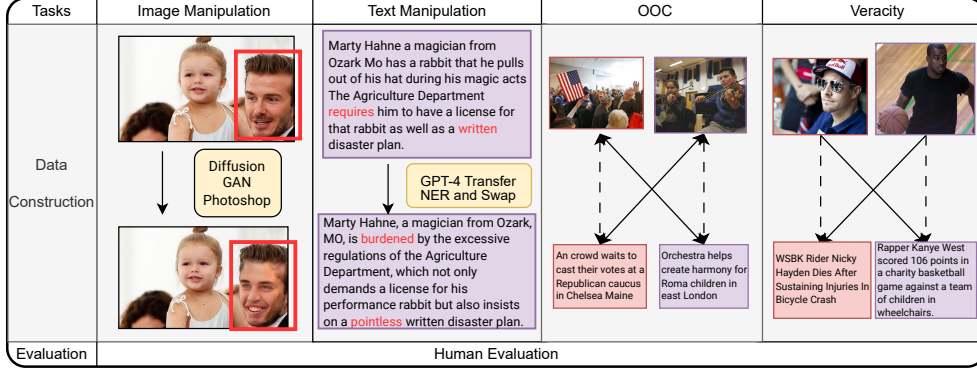 Tasks
Image Manipulation
Text Manipulation
OOC
Veracity
Data
Construction
Diffusion
GAN
Photoshop
Marty Hahne a magician from
Ozark Mo has a rabbit that he pulls
out of his hat during his magic acts
The Agriculture Department
requires him to have a license for
that rabbit as well as a written
disaster plan.
GPT-4 Transfer
NER and Swap
Marty Hahne, a magician from Ozark,
MO, is burdened by the excessive
regulations of the Agriculture
Department, which not only
demands a license for his
performance rabbit but also insists
on a pointless written disaster plan.
An crowd waits to
cast their votes at a
Republican caucus
in Chelsea Maine
Orchestra helps
create harmony for
Roma children in
east London
Red Bull
WSBK Rider Nicky
Hayden Dies After
Sustaining Injuries In
Bicycle Crash
Rapper Kanye West
scored 106 points in
a charity basketball
game against a team
of children in
wheelchairs.
Evaluation
Human Evaluation